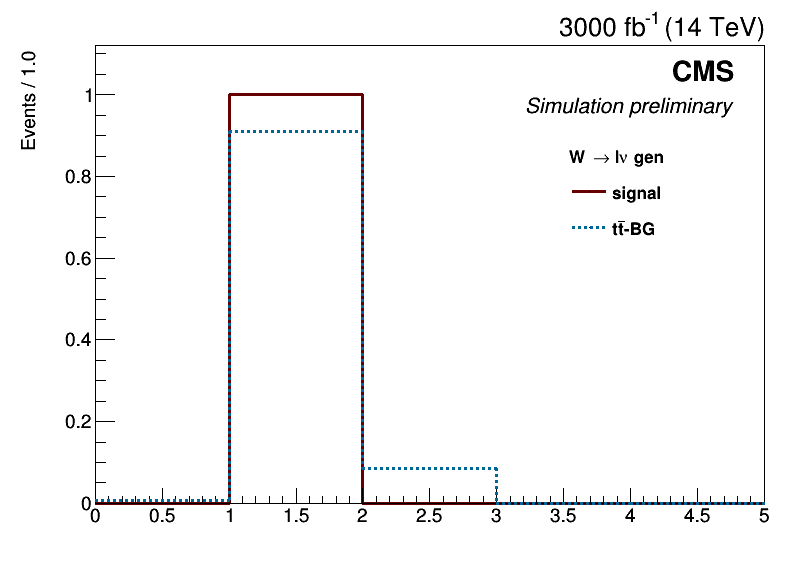 3000 fb⁻¹ (14 TeV)
Events / 1.0
CMS
Simulation preliminary
W → lν gen
signal
tt̄-BG
1
0.8
0.6
0.4
0.2
0
0 0.5 1 1.5 2 2.5 3 3.5 4 4.5 5